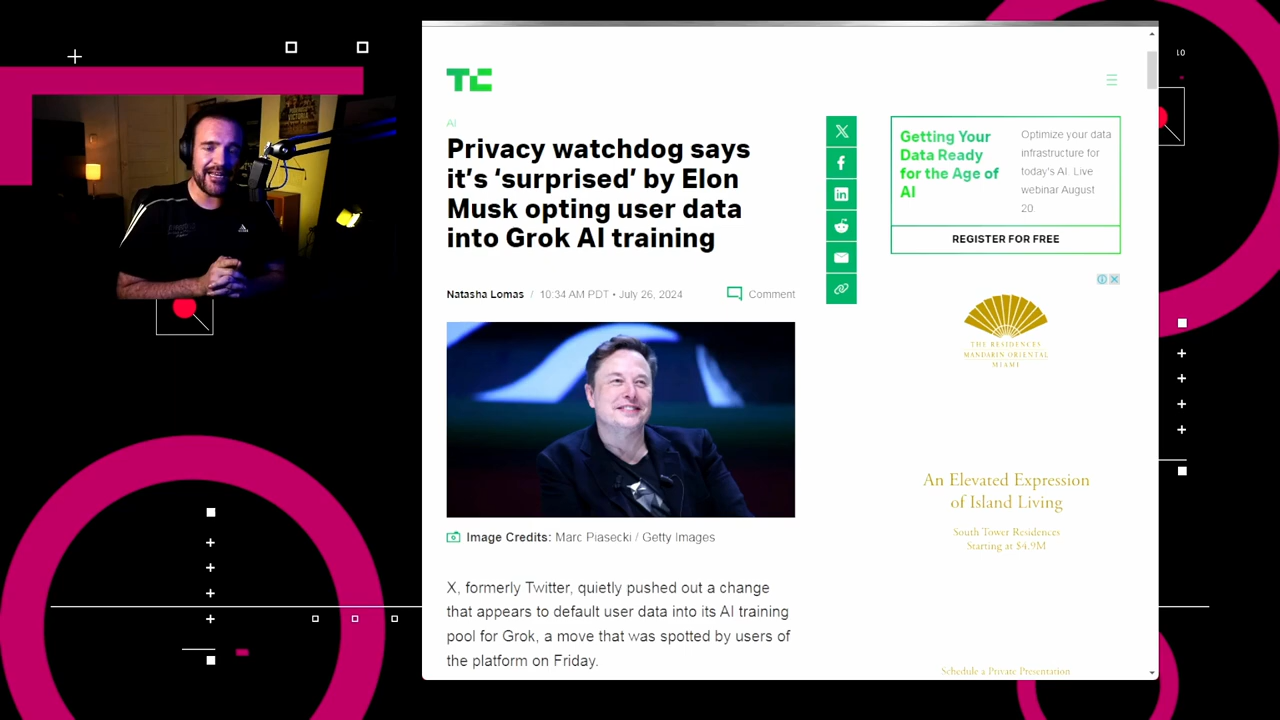 TC
AI
Privacy watchdog says
it’s ‘surprised’ by Elon
Musk opting user data
into Grok AI training
Natasha Lomas / 10:34 AM PDT • July 26, 2024
Comment
Image Credits: Marc Piasecki / Getty Images
X, formerly Twitter, quietly pushed out a change
that appears to default user data into its AI training
pool for Grok, a move that was spotted by users of
the platform on Friday.
Getting Your
Data Ready
for the Age of
AI
Optimize your data
infrastructure for
today's AI. Live
webinar August
20
REGISTER FOR FREE
THE RESIDENCES
MANDARIN ORIENTAL
MIAMI
An Elevated Expression
of Island Living
South Tower Residences
Starting at $4.9M
Schedule a Private Presentation
adidas